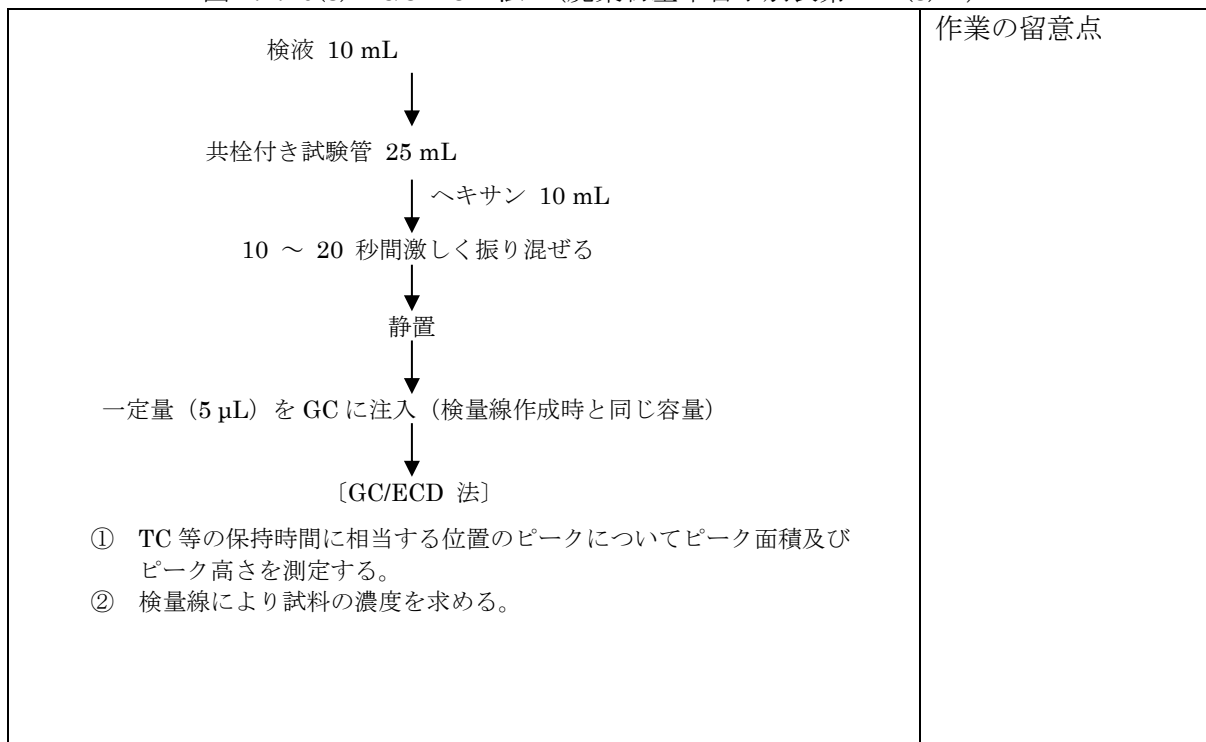 検液 10 mL
共栓付き試験管 25 mL
ヘキサン 10 mL
10 ～ 20 秒間激しく振り混ぜる
静置
一定量（5 µL）を GC に注入（検量線作成時と同じ容量）
〔GC/ECD 法〕
① TC 等の保持時間に相当する位置のピークについてピーク面積及び
ピーク高さを測定する。
② 検量線により試料の濃度を求める。
作業の留意点